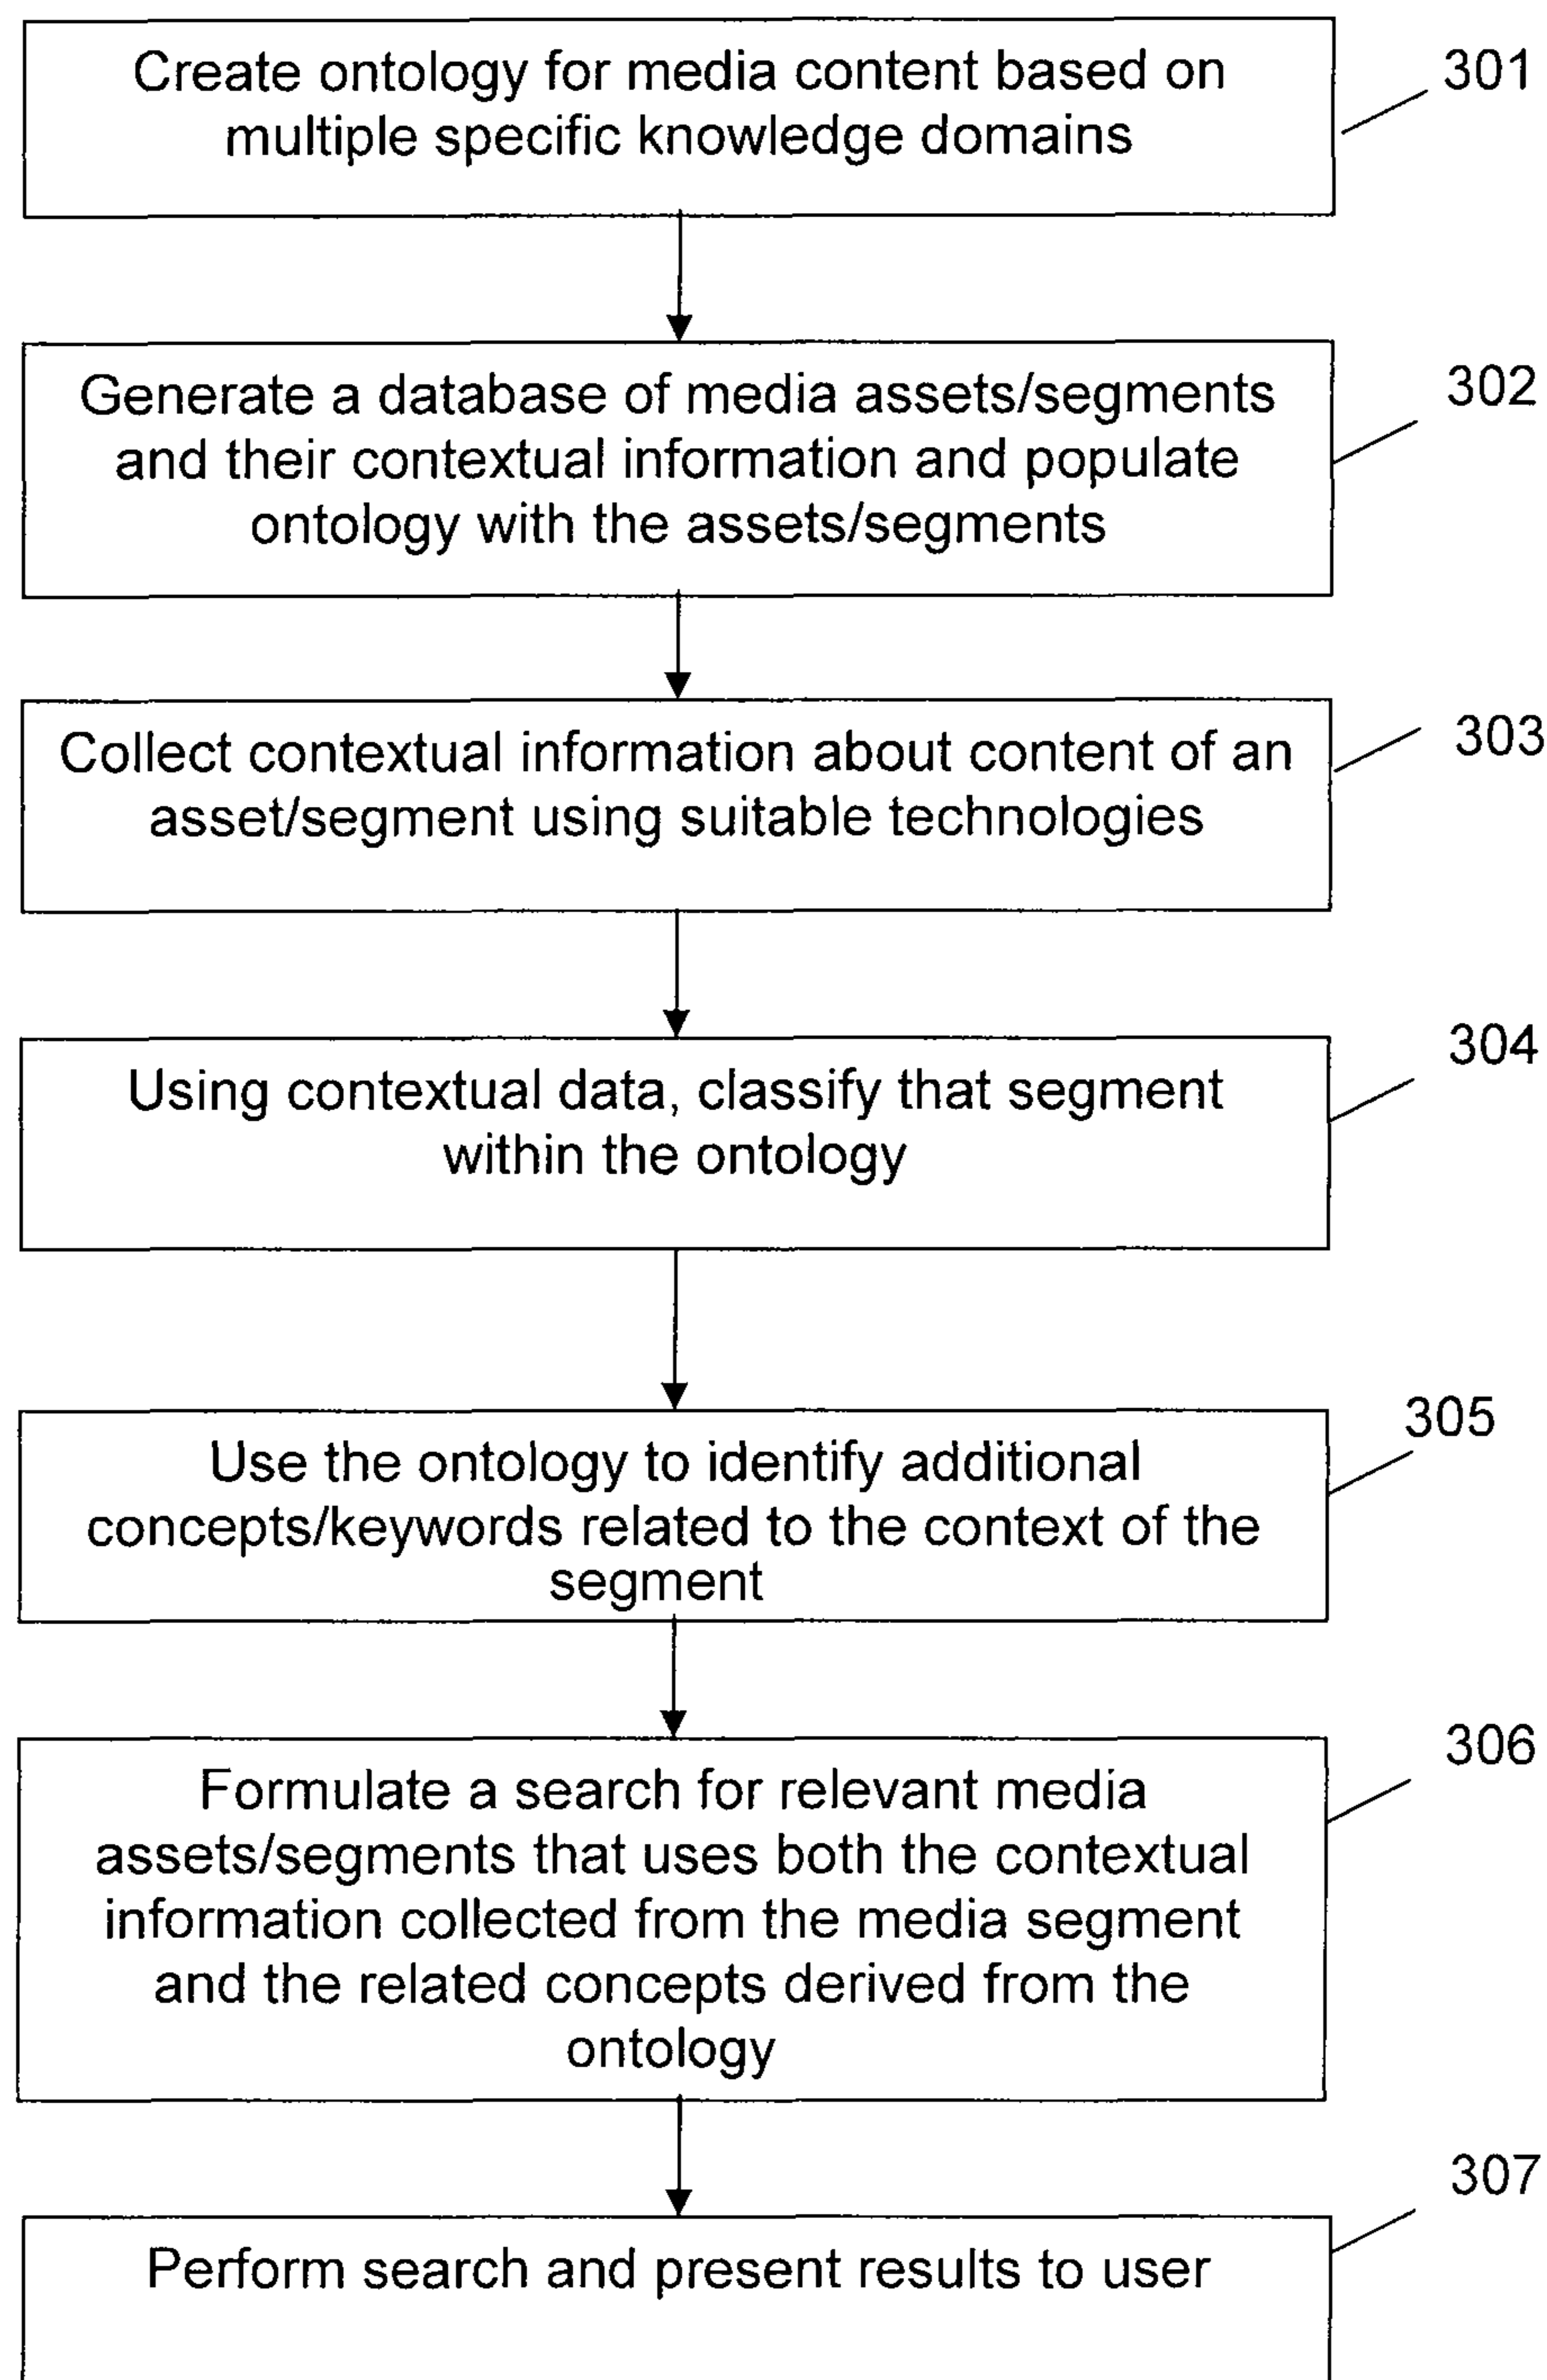 Create ontology for media content based on
multiple specific knowledge domains
301
Generate a database of media assets/segments
and their contextual information and populate
ontology with the assets/segments
302
Collect contextual information about content of an
asset/segment using suitable technologies
303
Using contextual data, classify that segment
within the ontology
304
Use the ontology to identify additional
concepts/keywords related to the context of the
segment
305
Formulate a search for relevant media
assets/segments that uses both the contextual
information collected from the media segment
and the related concepts derived from the
ontology
306
Perform search and present results to user
307